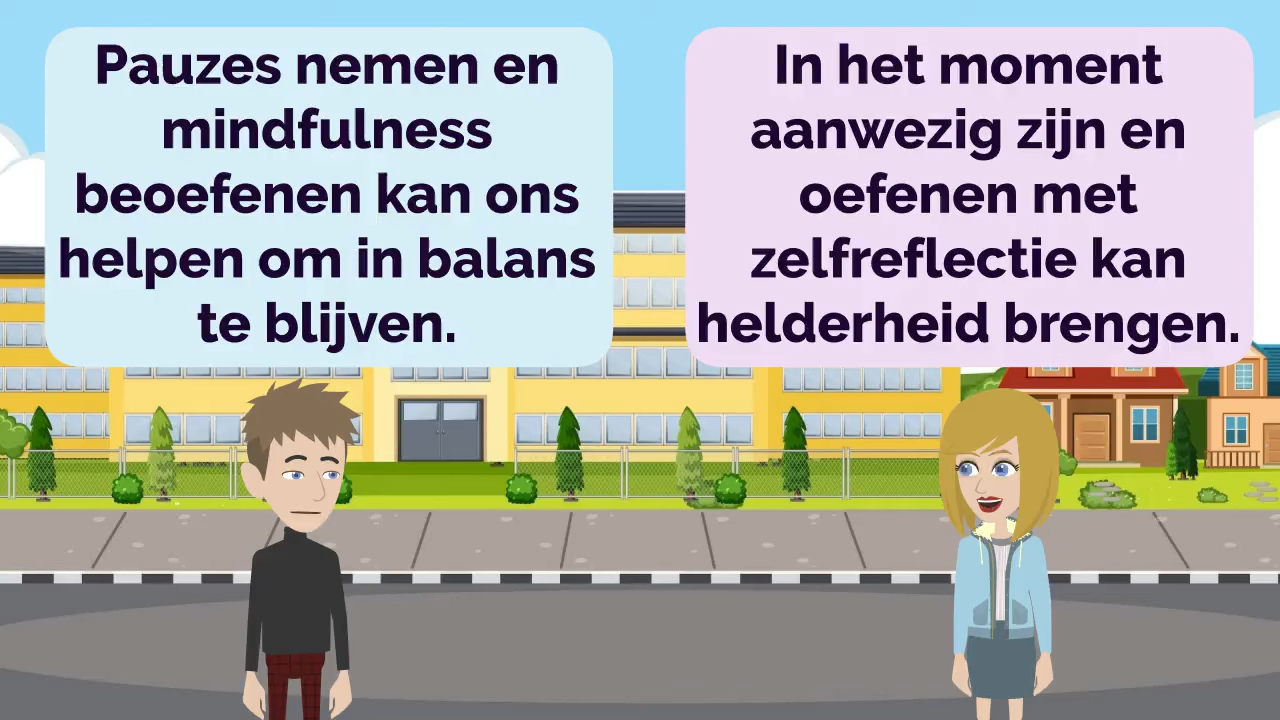 Pauzes nemen en
mindfulness
beoefenen kan ons
helpen om in balans
te blijven.
In het moment
aanwezig zijn en
oefenen met
zelfreflectie kan
helderheid brengen.